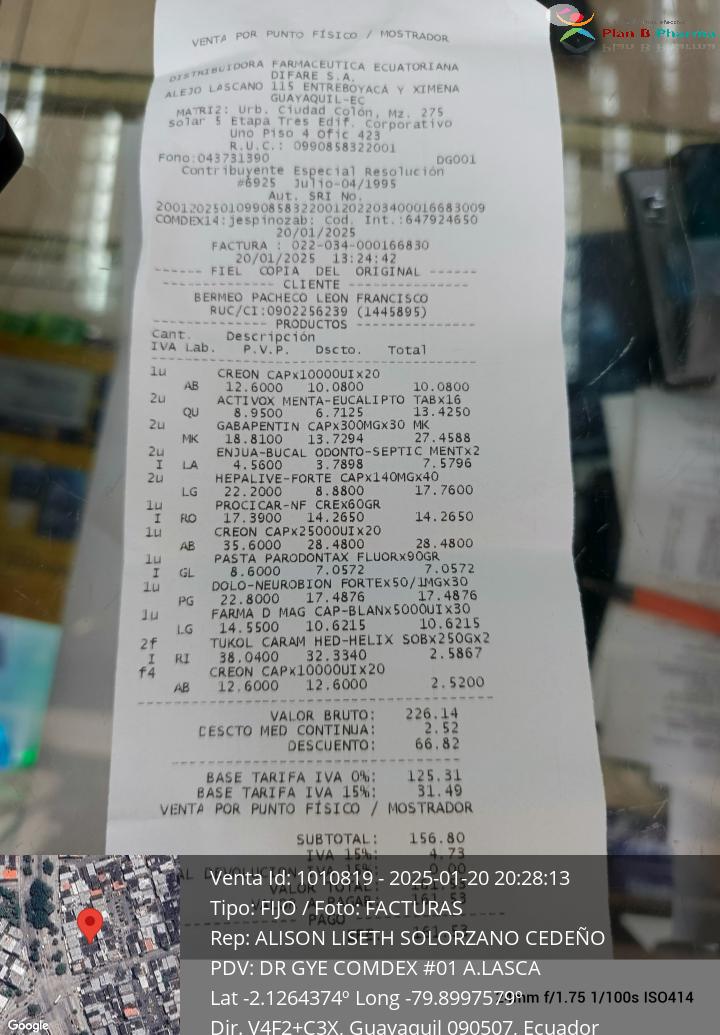 Plan B Pharma
VENTA POR PUNTO FÍSICO / MOSTRADOR
DISTRIBUIDORA FARMACEUTICA ECUATORIANA
DIFARE S.A.
ALEJO LASCANO 115 ENTREBOYACÁ Y XIMENA
GUAYAQUIL-EC
MATRIZ: Urb. Ciudad Colón, Mz. 275
Solar 5 Etapa Tres Edif. Corporativo
Uno Piso 4 Ofic 423
R.U.C.: 0990858322001
Fono:043731390 DG001
Contribuyente Especial Resolución
#6925 Julio-04/1995
Aut. SRI No.
2001202501099085832200120220340001668300​9
COMDEX14:jespinozab: Cod. Int.:647924650
20/01/2025
FACTURA : 022-034-000166830
20/01/2025 13:24:42
------ FIEL COPIA DEL ORIGINAL ------
------------ CLIENTE ---------------
BERMEO PACHECO LEON FRANCISCO
RUC/CI:0902256239 (1445895)
------------ PRODUCTOS ---------------
Cant. Descripción
IVA Lab. P.V.P. Dscto. Total
1u CREON CAPx10000UIx20
AB 12.6000 10.0800 10.0800
2u ACTIVOX MENTA-EUCALIPTO TABx16
QU 8.9500 6.7125 13.4250
2u GABAPENTIN CAPx300MGx30 MK
MK 18.8100 13.7294 27.4588
2u ENJUA-BUCAL ODONTO-SEPTIC MENTx2
I LA 4.5600 3.7898 7.5796
2u HEPALIVE-FORTE CAPx140MGx40
LG 22.2000 8.8800 17.7600
1u PROCICAR-NF CREx60GR
I RO 17.3900 14.2650 14.2650
1u CREON CAPx25000UIx20
AB 35.6000 28.4800 28.4800
1u PASTA PARODONTAX FLUORx90GR
I GL 8.6000 7.0572 7.0572
1u DOLO-NEUROBION FORTEx50/1MGx30
PG 22.8000 17.4876 17.4876
1u FARMA D MAG CAP-BLANx5000UIx30
LG 14.5500 10.6215 10.6215
2f TUKOL CARAM HED-HELIX SOBx250Gx2
I RI 38.0400 32.3340 2.5867
f4 CREON CAPx10000UIx20
AB 12.6000 12.6000 2.5200
VALOR BRUTO: 226.14
DESCTO MED CONTINUA: 2.52
DESCUENTO: 66.82
BASE TARIFA IVA 0%: 125.31
BASE TARIFA IVA 15%: 31.49
VENTA POR PUNTO FÍSICO / MOSTRADOR
SUBTOTAL: 156.80
IVA 15%: 4.73
VALOR TOTAL: 161.53
Venta Id: 1010819 - 2025-01-20 20:28:13
Tipo: FIJO / Foto: FACTURAS
Rep: ALISON LISETH SOLORZANO CEDEÑO
PDV: DR GYE COMDEX #01 A.LASCA
Lat -2.1264374º Long -79.8997579º
f/1.75 1/100s ISO414
Dir. V4F2+C3X, Guayaquil 090507, Ecuador
Google